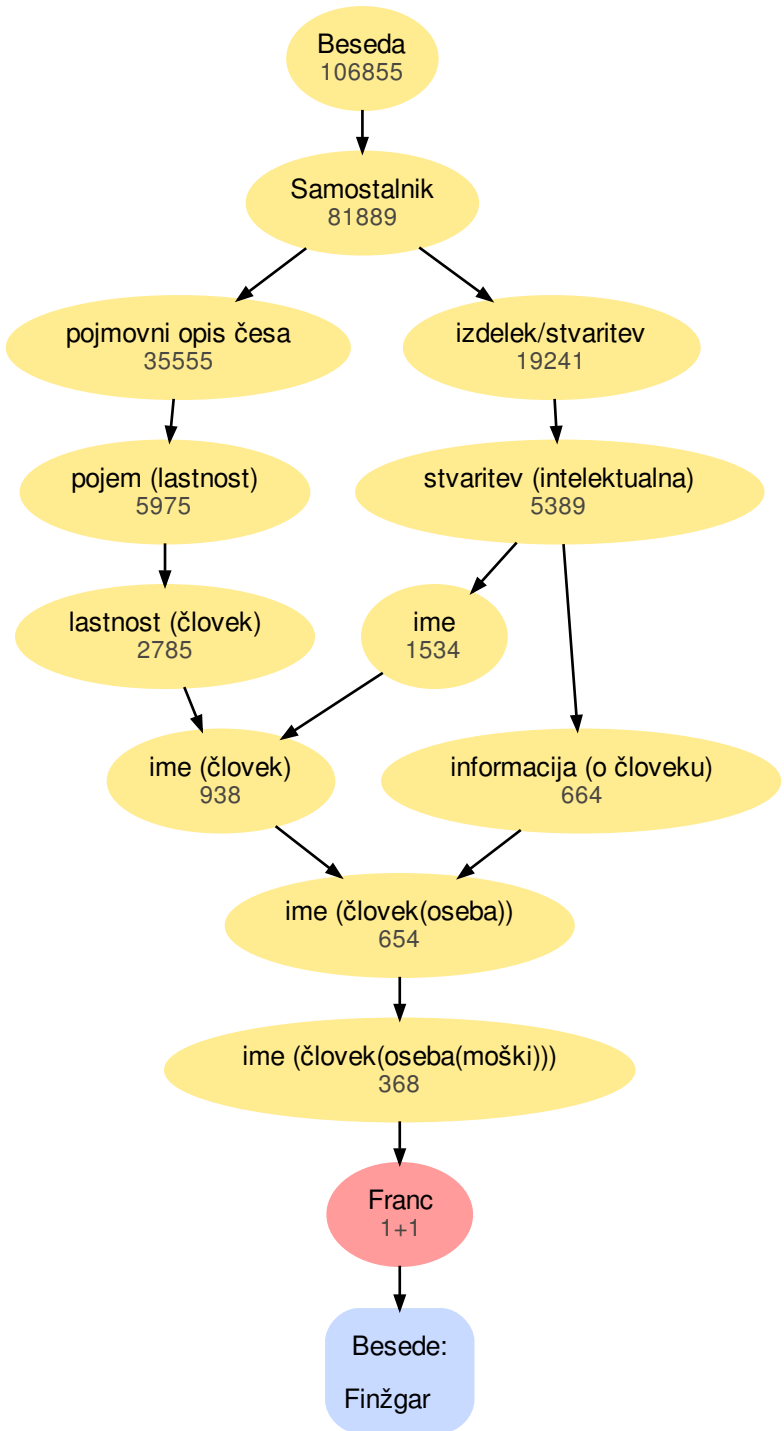 Beseda
106855
Samostalnik
81889
pojmovni opis česa
35555
izdelek/stvaritev
19241
pojem (lastnost)
5975
stvaritev (intelektualna)
5389
lastnost (človek)
2785
ime
1534
ime (človek)
938
informacija (o človeku)
664
ime (človek(oseba))
654
ime (človek(oseba(moški)))
368
Franc
1+1
Besede:
Finžgar